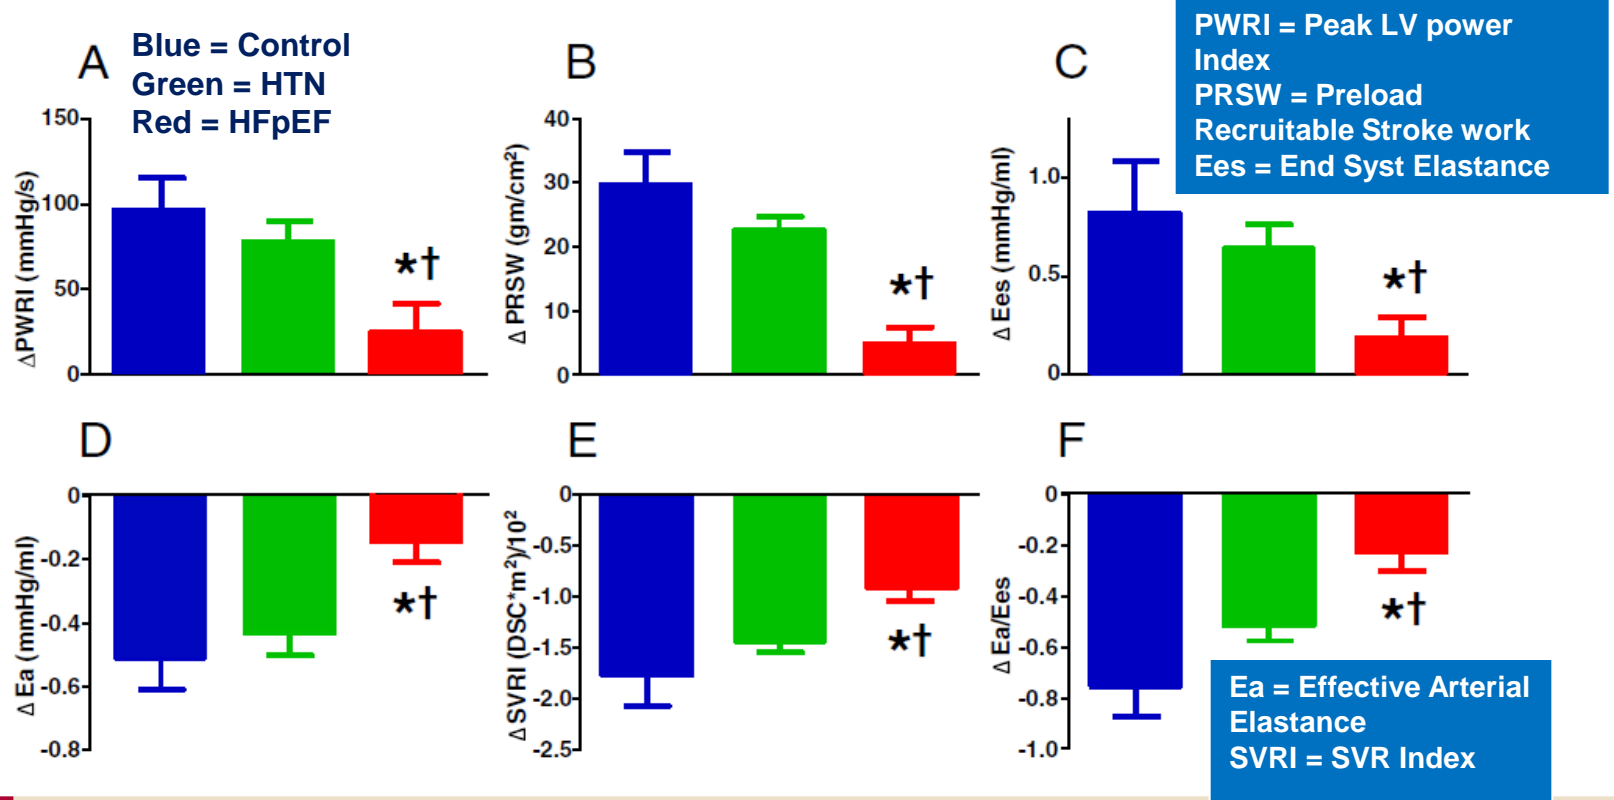 A
Blue = Control
Green = HTN
Red = HFpEF
150
100
50
0
ΔPWRI (mmHg/s)
*†
B
40
30
20
10
0
Δ PRSW (gm/cm²)
*†
C
1.0
0.5
0
Δ Ees (mmHg/ml)
*†
PWRI = Peak LV power
Index
PRSW = Preload
Recruitable Stroke work
Ees = End Syst Elastance
D
0
-0.2
-0.4
-0.6
-0.8
Δ Ea (mmHg/ml)
*†
E
0
-0.5
-1.0
-1.5
-2.0
-2.5
Δ SVRI (DSC*m²)/10²
*†
F
0
-0.2
-0.4
-0.6
-0.8
-1.0
Δ Ea/Ees
*†
Ea = Effective Arterial
Elastance
SVRI = SVR Index